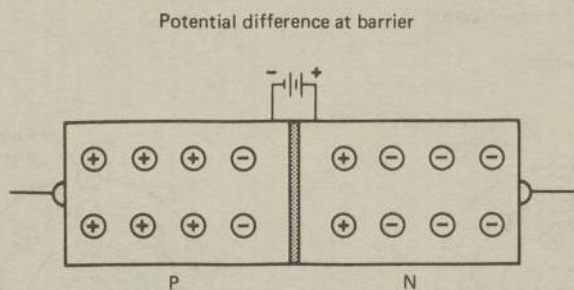 Potential difference at barrier
- +
+ + + - + - - -
+ + + - + - - -
P N